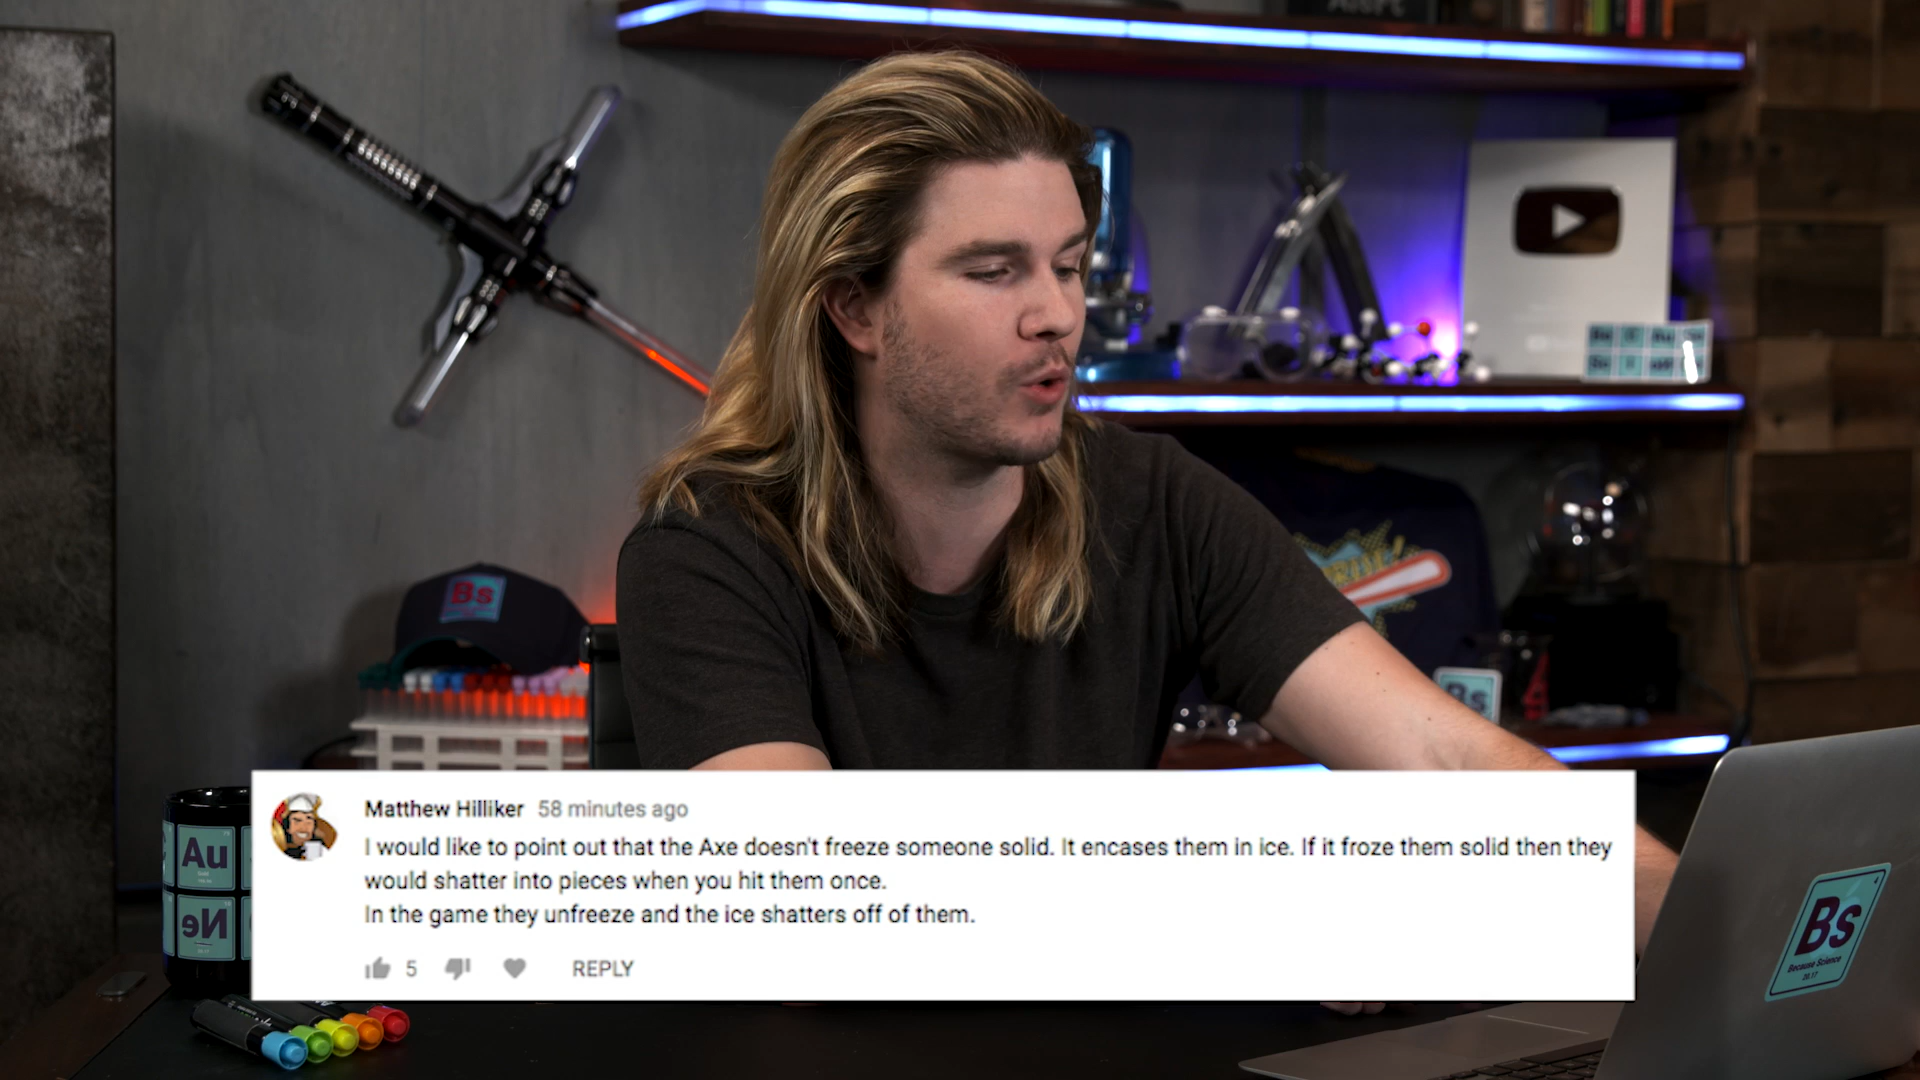 Bs
Au
Ne
Bs
Matthew Hilliker 58 minutes ago
I would like to point out that the Axe doesn't freeze someone solid. It encases them in ice. If it froze them solid then they
would shatter into pieces when you hit them once.
In the game they unfreeze and the ice shatters off of them.
5 REPLY
Bs
Because Science